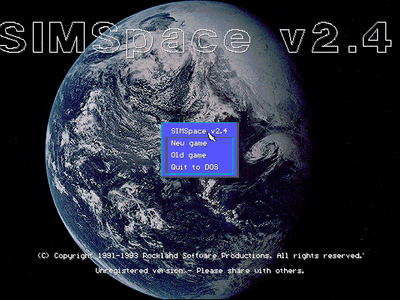 SIMSpace v2.4
SIMSpace v2.4
New game
Old game
Quit to DOS
(C) Copyright 1991-1993 Rockland Software Productions. All rights reserved.
Unregistered version - Please share with others.